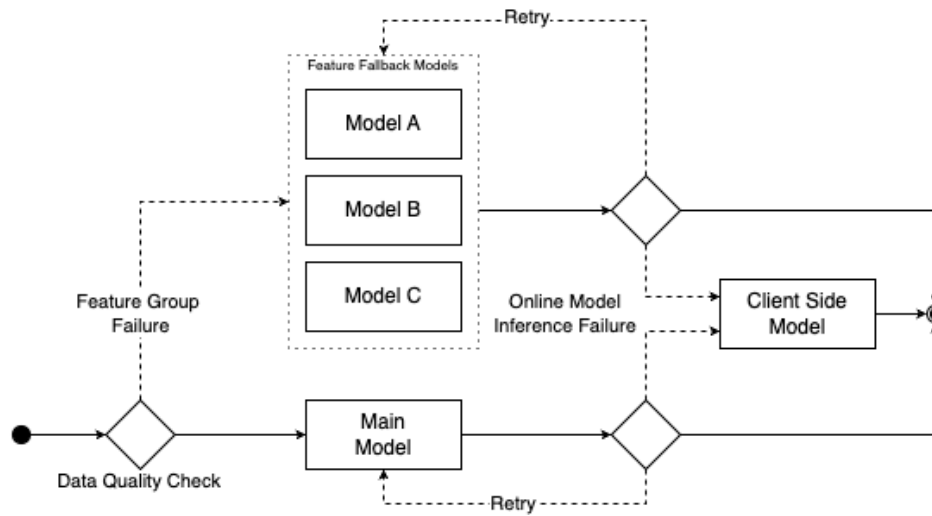 Retry
Feature Fallback Models
Model A
Model B
Model C
Feature Group
Failure
Online Model
Inference Failure
Client Side
Model
Main
Model
Data Quality Check
Retry